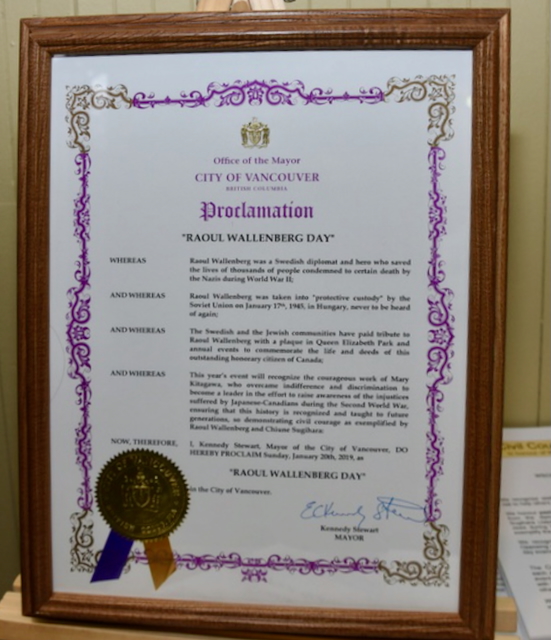 Office of the Mayor
CITY OF VANCOUVER
BRITISH COLUMBIA
Proclamation
"RAOUL WALLENBERG DAY"
WHEREAS Raoul Wallenberg was a Swedish diplomat and hero who saved
the lives of thousands of people condemned to certain death by
the Nazis during World War II;
AND WHEREAS Raoul Wallenberg was taken into "protective custody" by the
Soviet Union on January 17th, 1945, in Hungary, never to be heard
of again;
AND WHEREAS The Swedish and the Jewish communities have paid tribute to
Raoul Wallenberg with a plaque in Queen Elizabeth Park and
annual events to commemorate the life and deeds of this
outstanding honorary citizen of Canada;
AND WHEREAS This year's event will recognize the courageous work of Mary
Kitagawa, who overcame indifference and discrimination to
become a leader in the effort to raise awareness of the injustices
suffered by Japanese-Canadians during the Second World War,
ensuring that this history is recognized and taught to future
generations, so demonstrating civil courage as exemplified by
Raoul Wallenberg and Chiune Sugihara:
NOW, THEREFORE, I, Kennedy Stewart, Mayor of the City of Vancouver, DO
HEREBY PROCLAIM Sunday, January 20th, 2019, as
"RAOUL WALLENBERG DAY"
in the City of Vancouver.
Kennedy Stewart
MAYOR